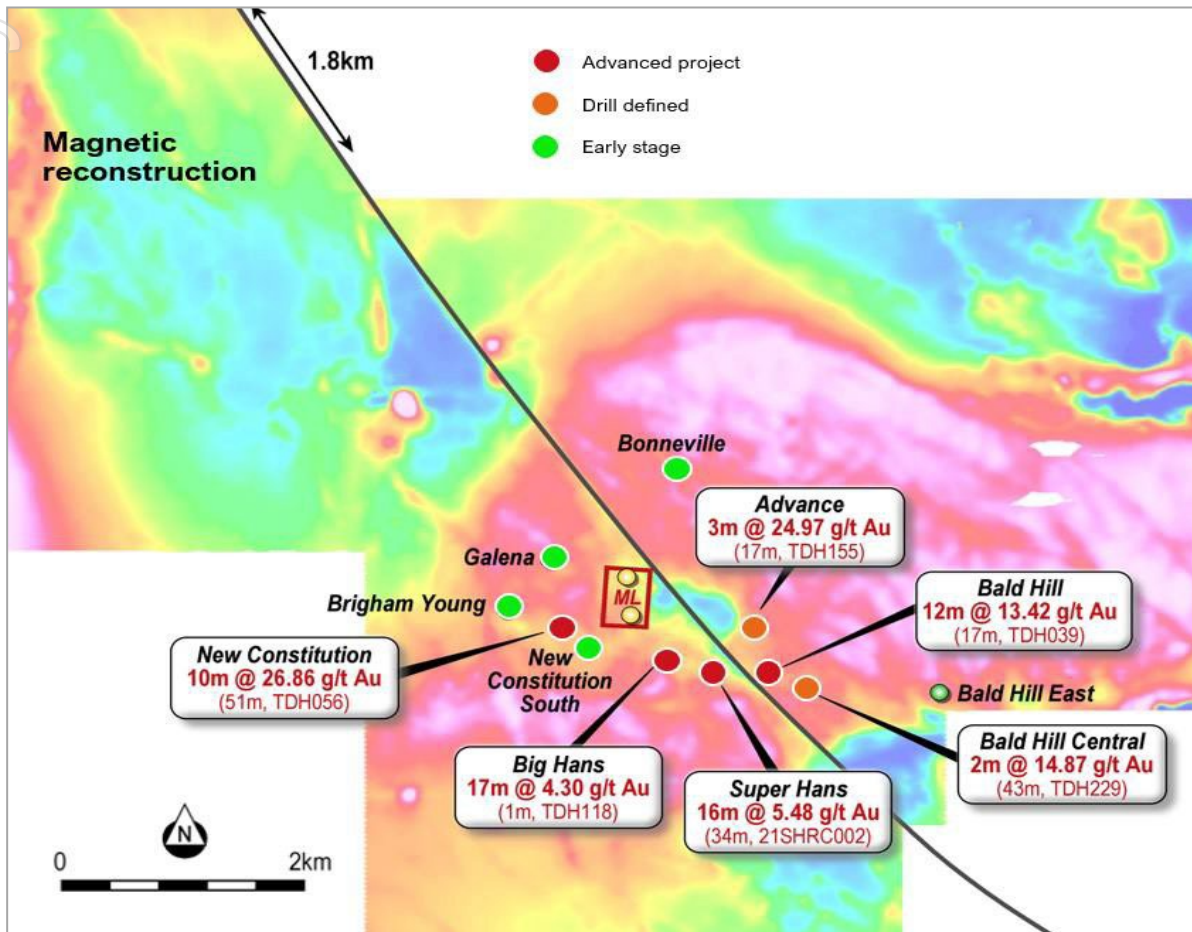 1.8km
Advanced project
Drill defined
Early stage
Magnetic
reconstruction
Bonneville
Advance
3m @ 24.97 g/t Au
(17m, TDH155)
Galena
ML
Bald Hill
12m @ 13.42 g/t Au
(17m, TDH039)
Brigham Young
New Constitution
10m @ 26.86 g/t Au
(51m, TDH056)
New
Constitution
South
Bald Hill East
Big Hans
17m @ 4.30 g/t Au
(1m, TDH118)
Super Hans
16m @ 5.48 g/t Au
(34m, 21SHRC002)
Bald Hill Central
2m @ 14.87 g/t Au
(43m, TDH229)
N
0 2km